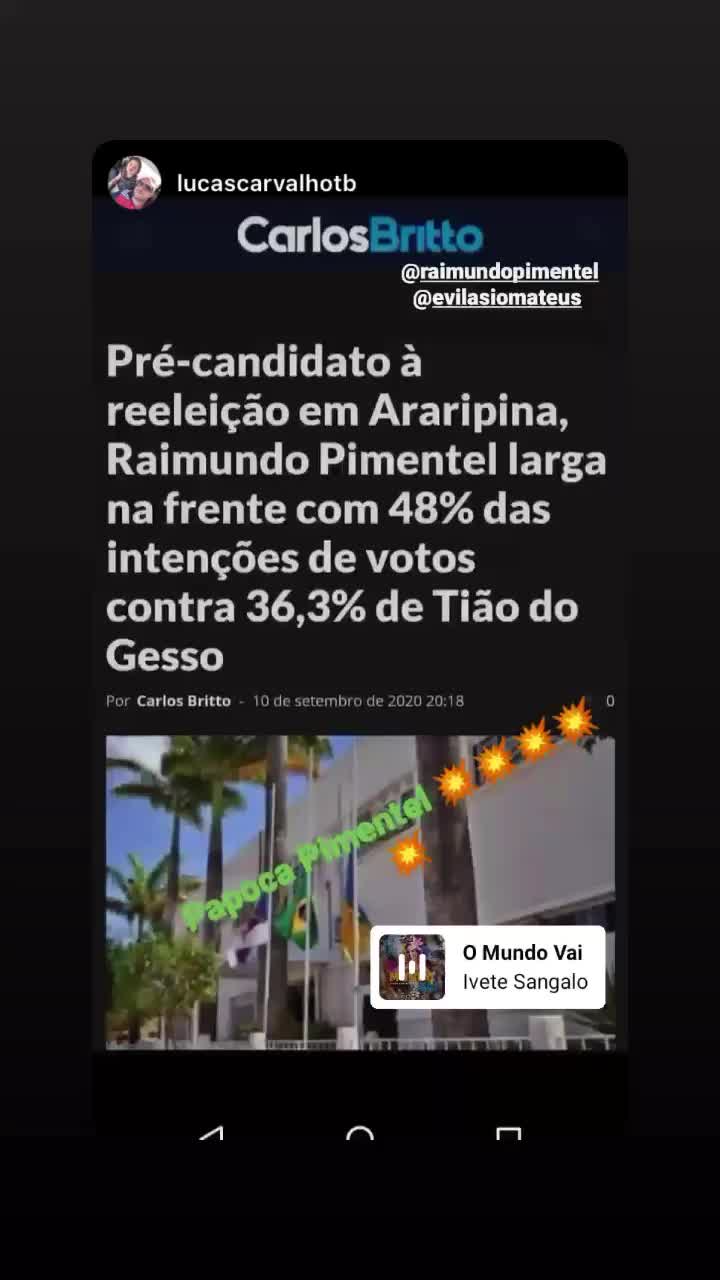 lucascarvalhotb
CarlosBritto
@raimundopimentel
@evilasiomateus
Pré-candidato à
reeleição em Araripina,
Raimundo Pimentel larga
na frente com 48% das
intenções de votos
contra 36,3% de Tião do
Gesso
Por Carlos Britto - 10 de setembro de 2020 20:18 0
Papoca Pimentel
O Mundo Vai
Ivete Sangalo